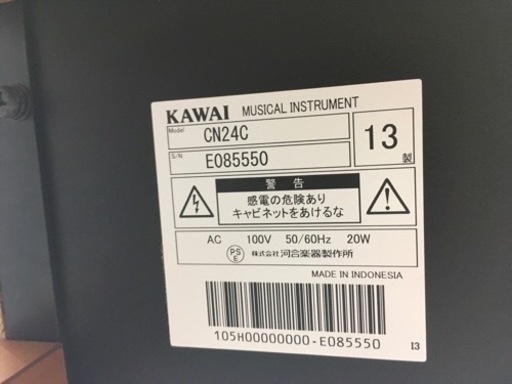 KAWAI MUSICAL INSTRUMENT
Model CN24C
S/N E085550
13製
警告
感電の危険あり
キャビネットをあけるな
AC 100V 50/60Hz 20W
PS
E
株式会社 河合楽器製作所
MADE IN INDONESIA
105H00000000-E085550
I3